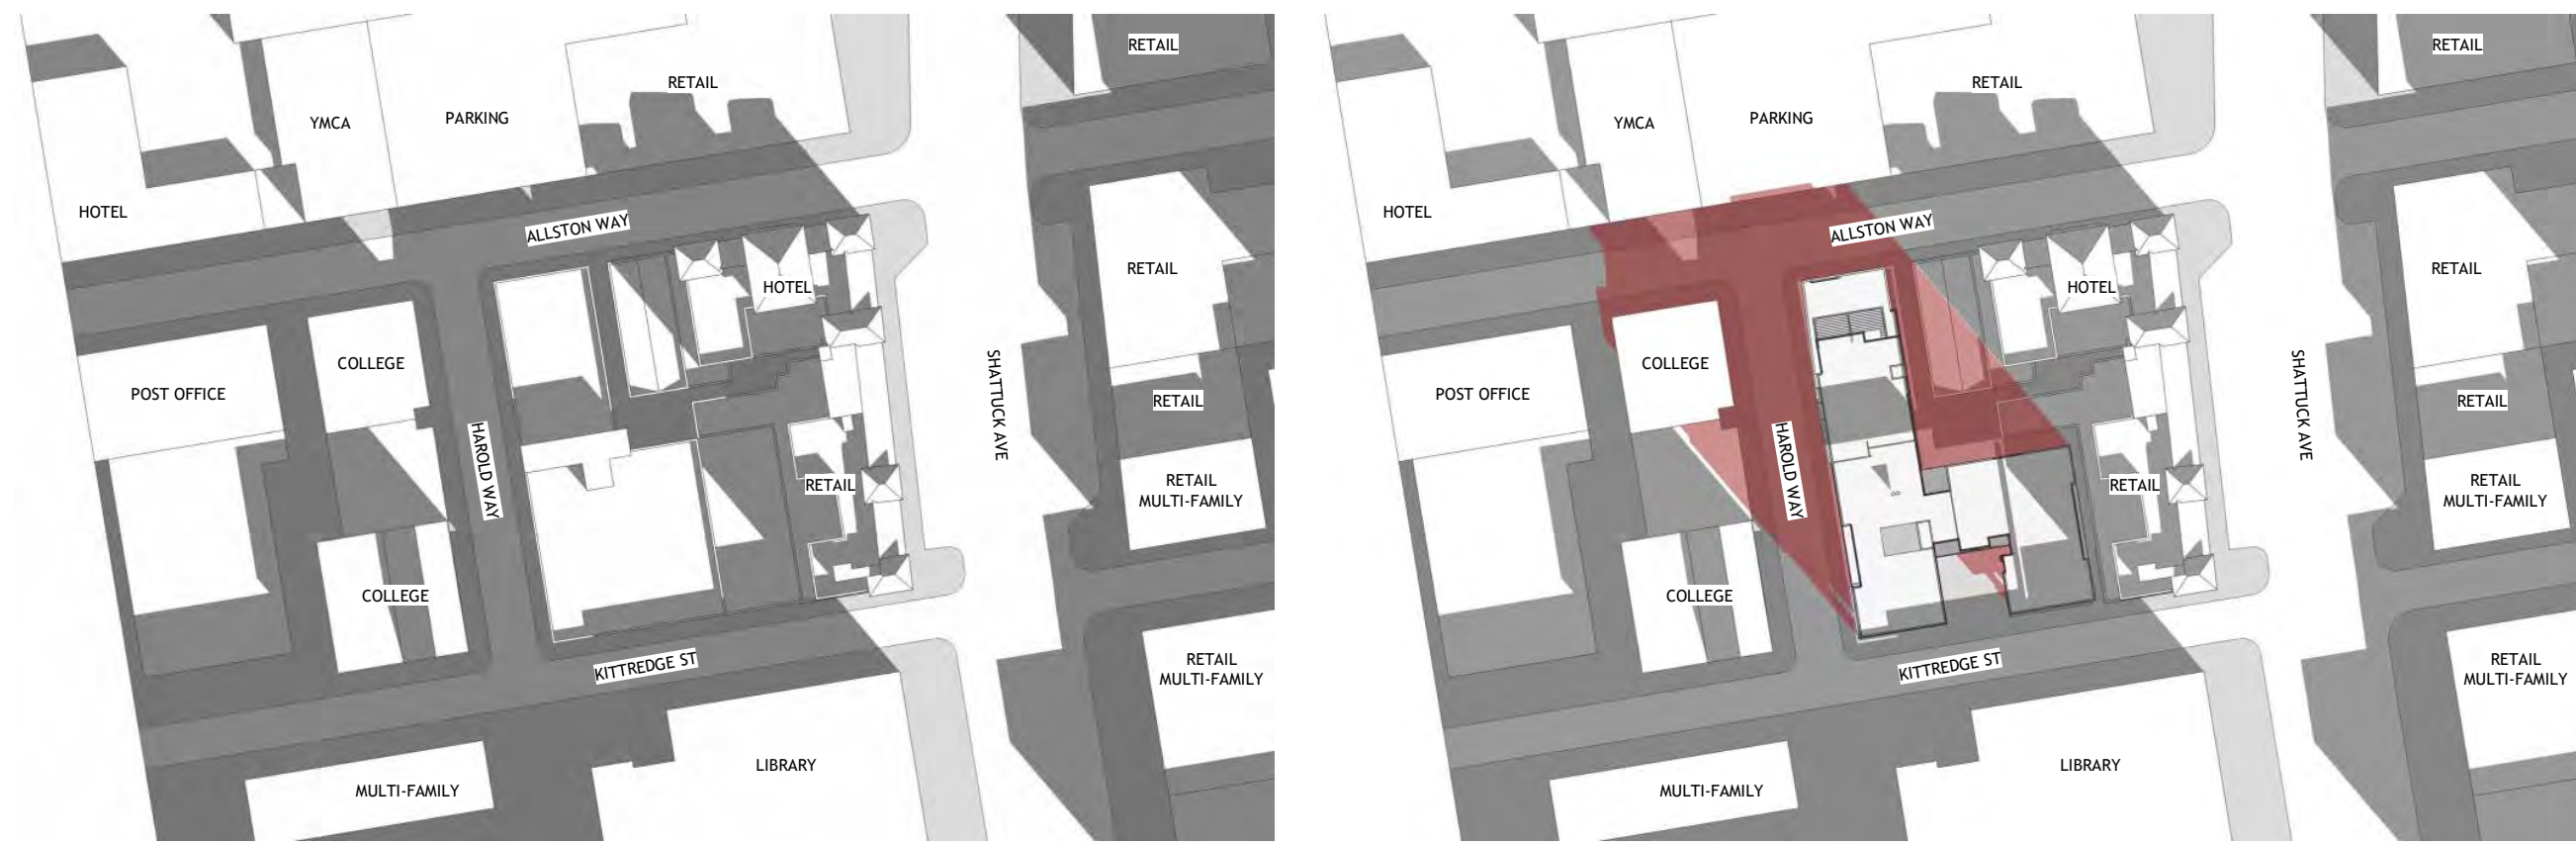 RETAIL
RETAIL
YMCA
PARKING
HOTEL
ALLSTON WAY
RETAIL
HOTEL
COLLEGE
POST OFFICE
SHATTUCK AVE
RETAIL
HAROLD WAY
RETAIL
RETAIL
MULTI-FAMILY
COLLEGE
KITTREDGE ST
RETAIL
MULTI-FAMILY
LIBRARY
MULTI-FAMILY
RETAIL
RETAIL
YMCA
PARKING
HOTEL
ALLSTON WAY
RETAIL
HOTEL
COLLEGE
POST OFFICE
SHATTUCK AVE
RETAIL
HAROLD WAY
RETAIL
RETAIL
MULTI-FAMILY
COLLEGE
KITTREDGE ST
RETAIL
MULTI-FAMILY
LIBRARY
MULTI-FAMILY